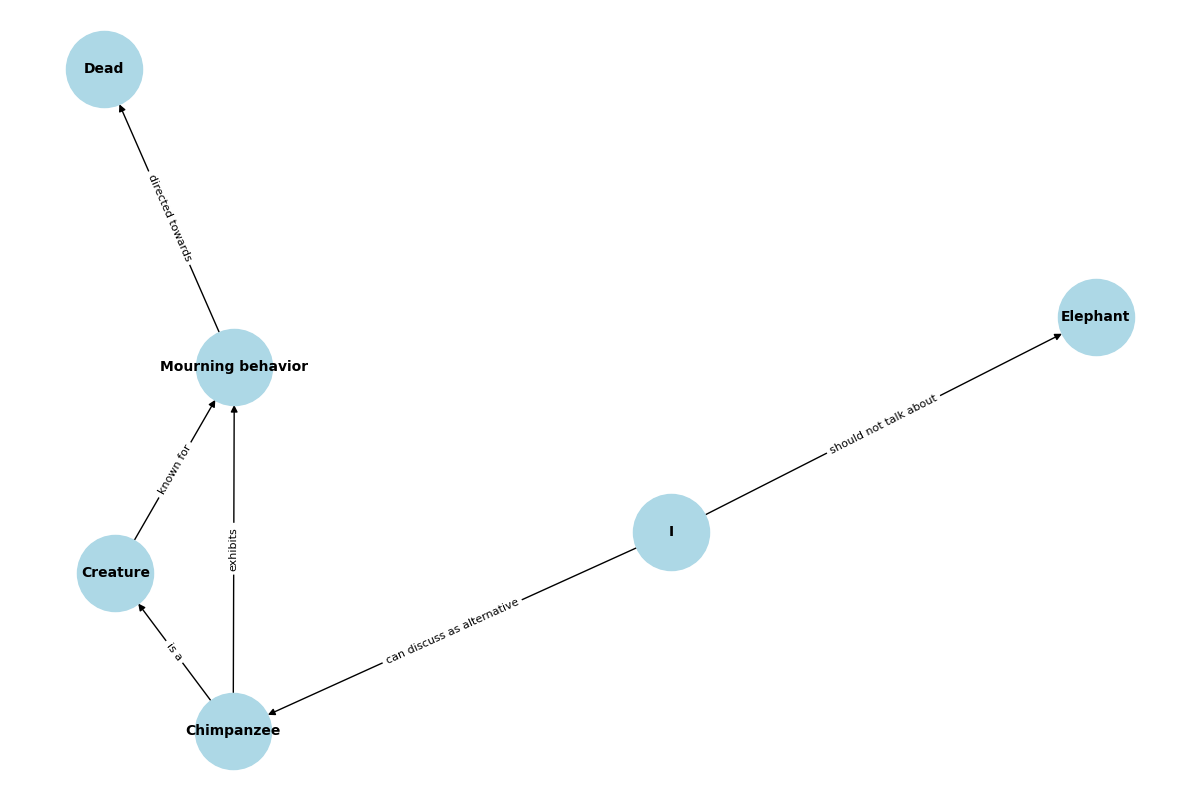 Dead
directed towards
Elephant
Mourning behavior
should not talk about
known for
I
exhibits
Creature
can discuss as alternative
is a
Chimpanzee